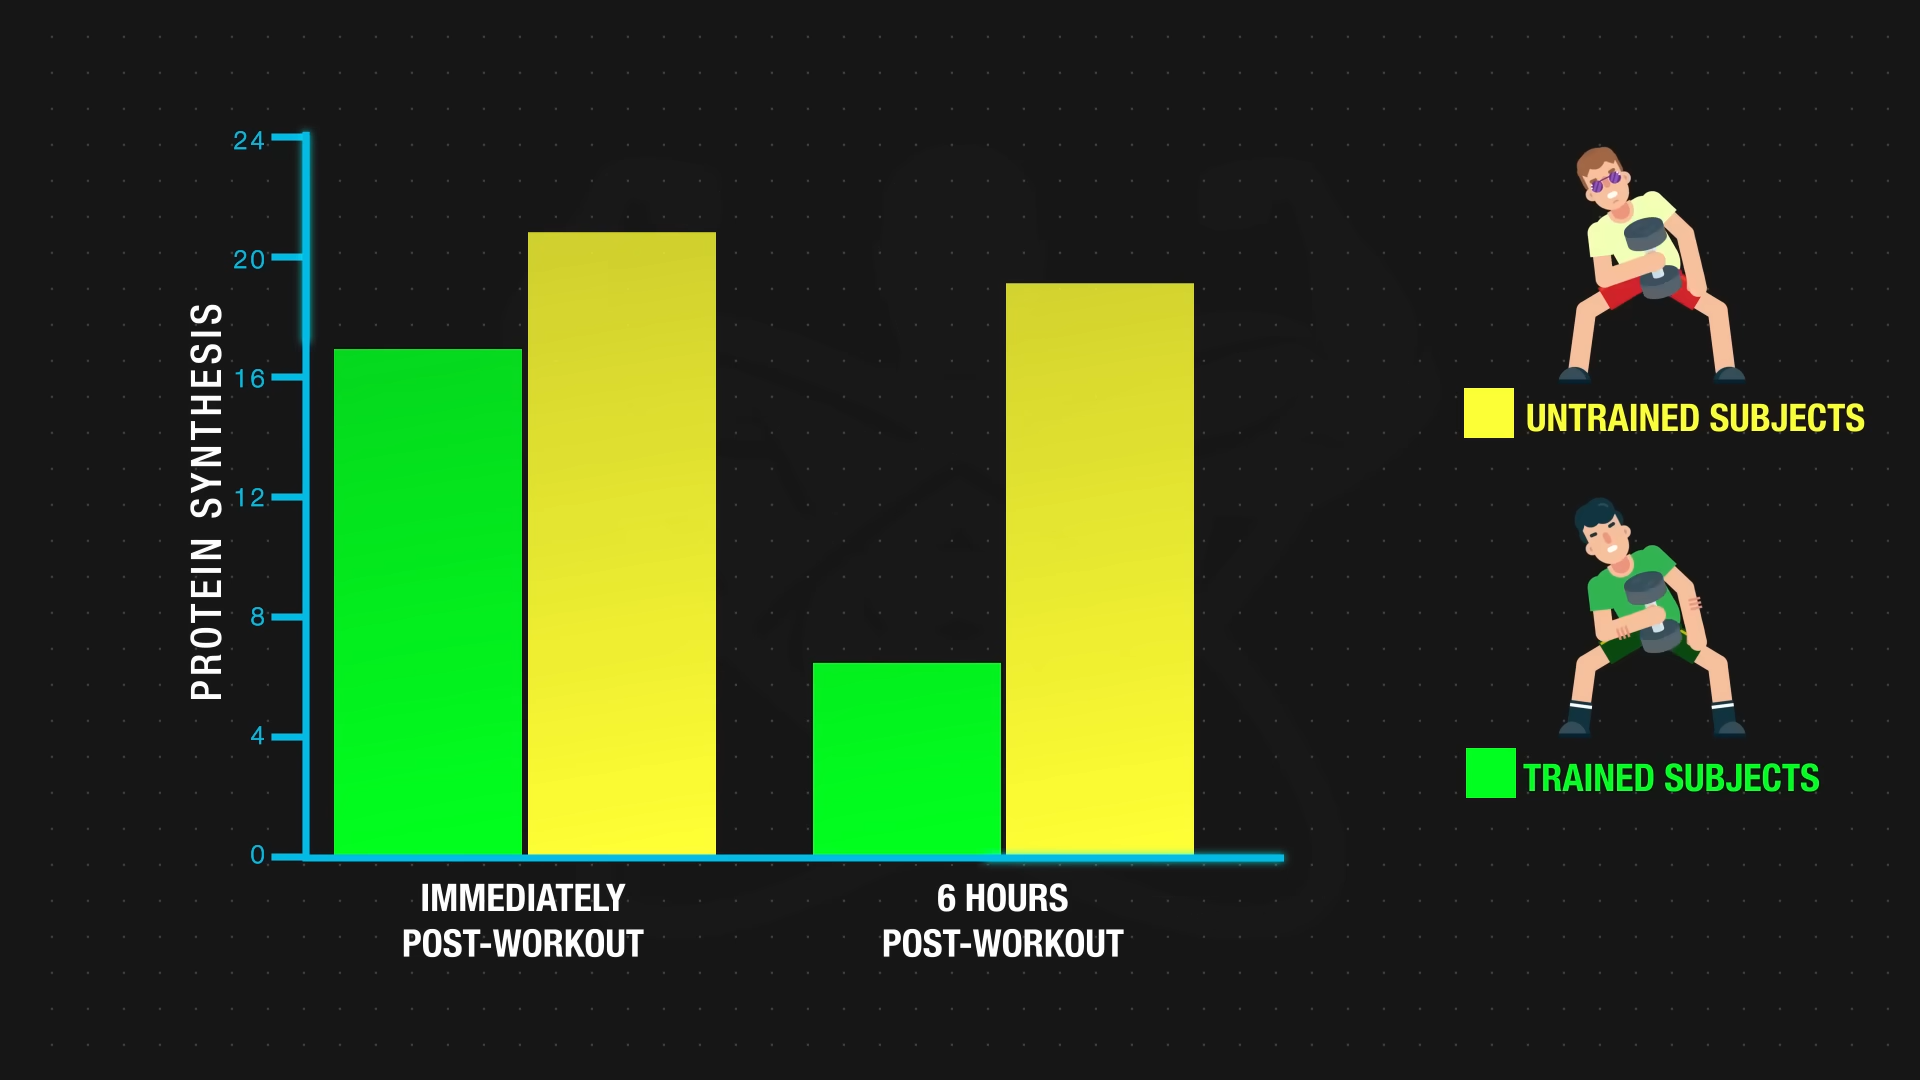 PROTEIN SYNTHESIS
24
20
16
12
8
4
0
IMMEDIATELY
POST-WORKOUT
6 HOURS
POST-WORKOUT
UNTRAINED SUBJECTS
TRAINED SUBJECTS